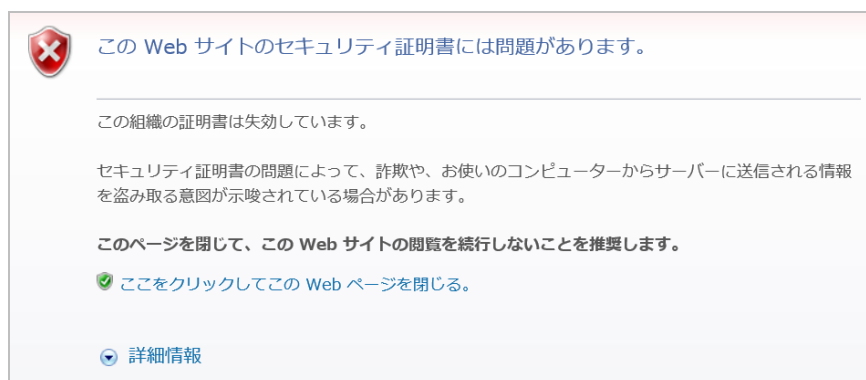 この Web サイトのセキュリティ証明書には問題があります。
この組織の証明書は失効しています。
セキュリティ証明書の問題によって、詐欺や、お使いのコンピューターからサーバーに送信される情報
を盗み取る意図が示唆されている場合があります。
このページを閉じて、この Web サイトの閲覧を続行しないことを推奨します。
ここをクリックしてこの Web ページを閉じる。
詳細情報